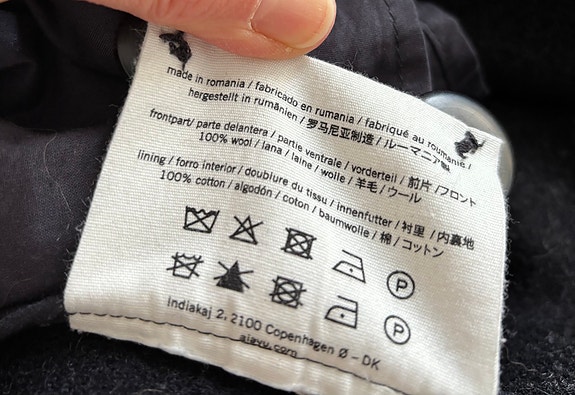 made in romania / fabricado en rumania / fabriqué au roumanie /
hergestellt in rumänien / 罗马尼亚制造 / ルーマニア製
frontpart/ parte delantera / partie ventrale / vorderteil / 前片 /フロント
100% wool / lana / laine / wolle / 羊毛 / ウール
lining / forro interior / doublure du tissu / innenfutter / 衬里 / 内裏地
100% cotton / algodón / coton / baumwolle / 棉 / コットン
P
P
indiakaj 2, 2100 Copenhagen Ø - DK
aiayu.com